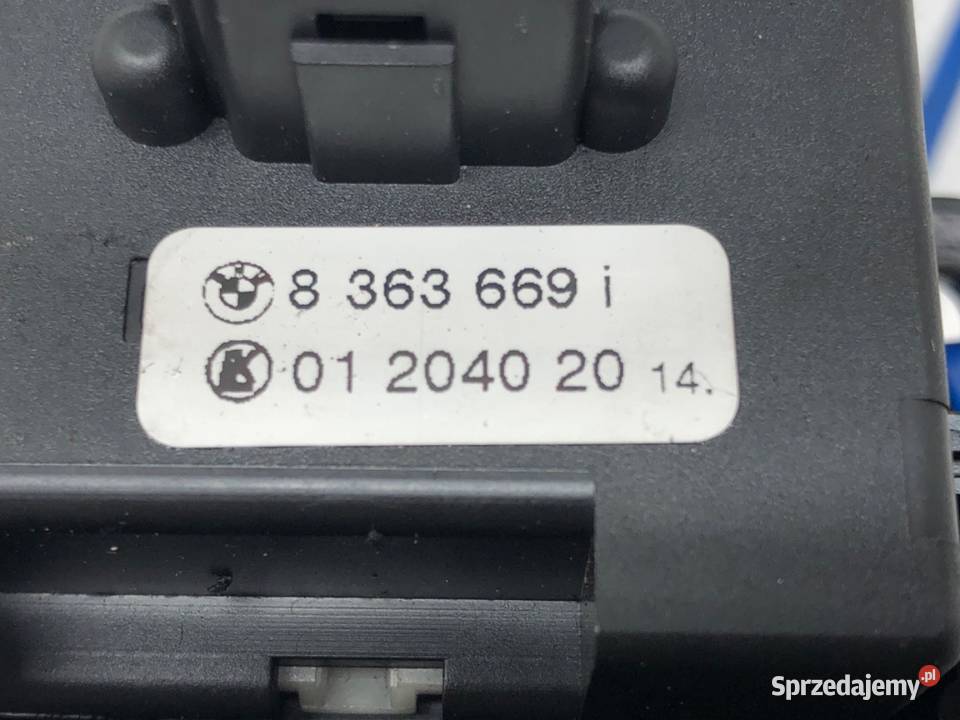 8 363 669 i
K 01 2040 20 14.
Sprzedajemy.pl